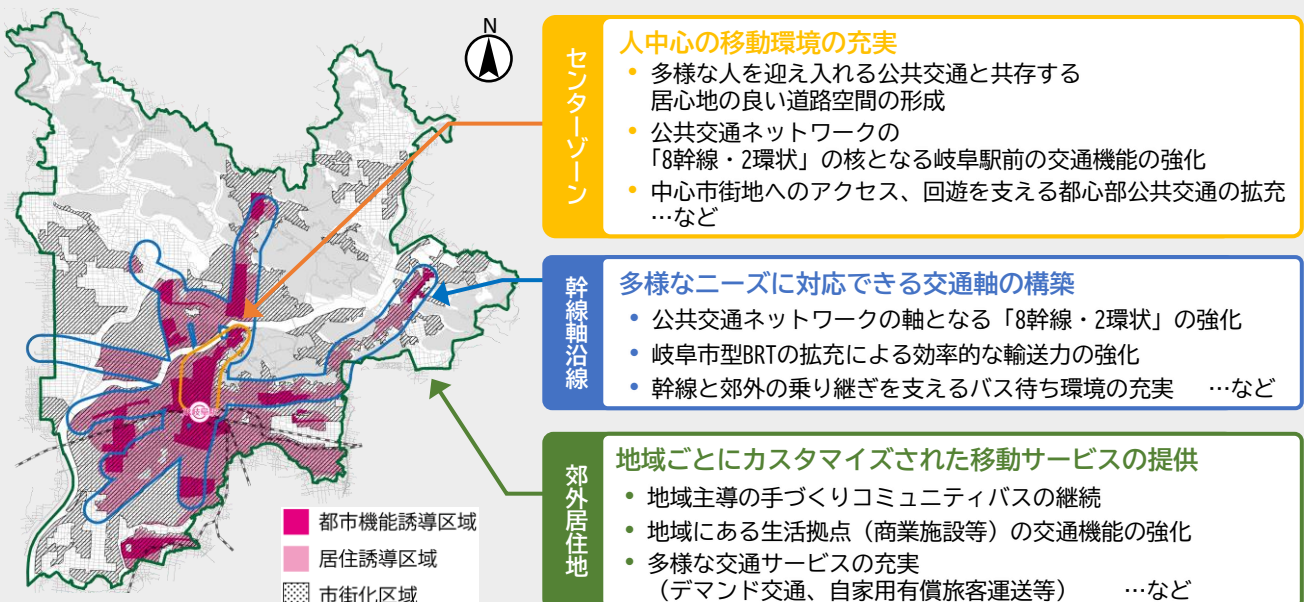 N
センターゾーン
人中心の移動環境の充実
• 多様な人を迎え入れる公共交通と共存する
居心地の良い道路空間の形成
• 公共交通ネットワークの
「8幹線・2環状」の核となる岐阜駅前の交通機能の強化
• 中心市街地へのアクセス、回遊を支える都心部公共交通の拡充
…など
幹線軸沿線
多様なニーズに対応できる交通軸の構築
• 公共交通ネットワークの軸となる「8幹線・2環状」の強化
• 岐阜市型BRTの拡充による効率的な輸送力の強化
• 幹線と郊外の乗り継ぎを支えるバス待ち環境の充実 …など
郊外居住地
地域ごとにカスタマイズされた移動サービスの提供
• 地域主導の手づくりコミュニティバスの継続
• 地域にある生活拠点（商業施設等）の交通機能の強化
• 多様な交通サービスの充実
（デマンド交通、自家用有償旅客運送等） …など
都市機能誘導区域
居住誘導区域
市街化区域